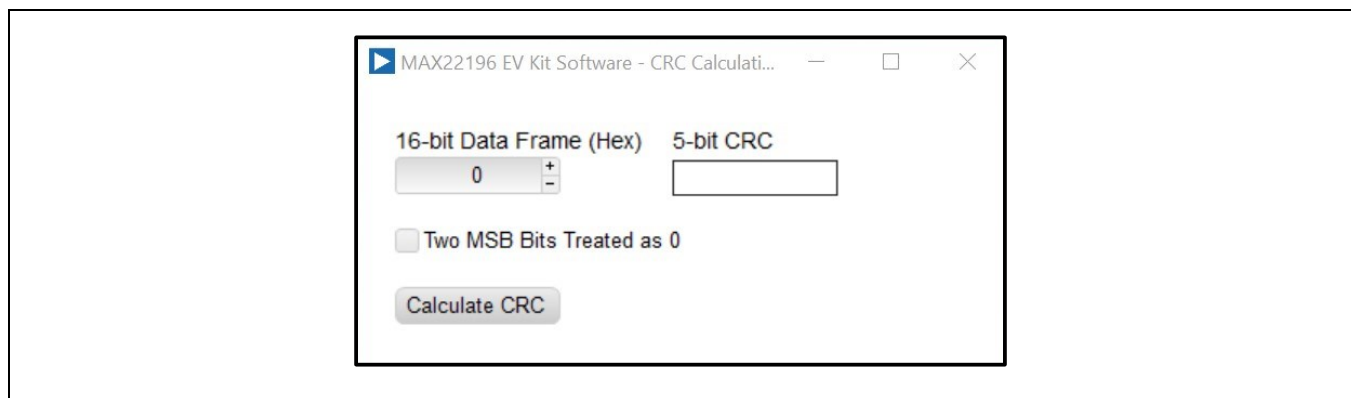 MAX22196 EV Kit Software - CRC Calculati...
16-bit Data Frame (Hex) 5-bit CRC
0 + -
Two MSB Bits Treated as 0
Calculate CRC